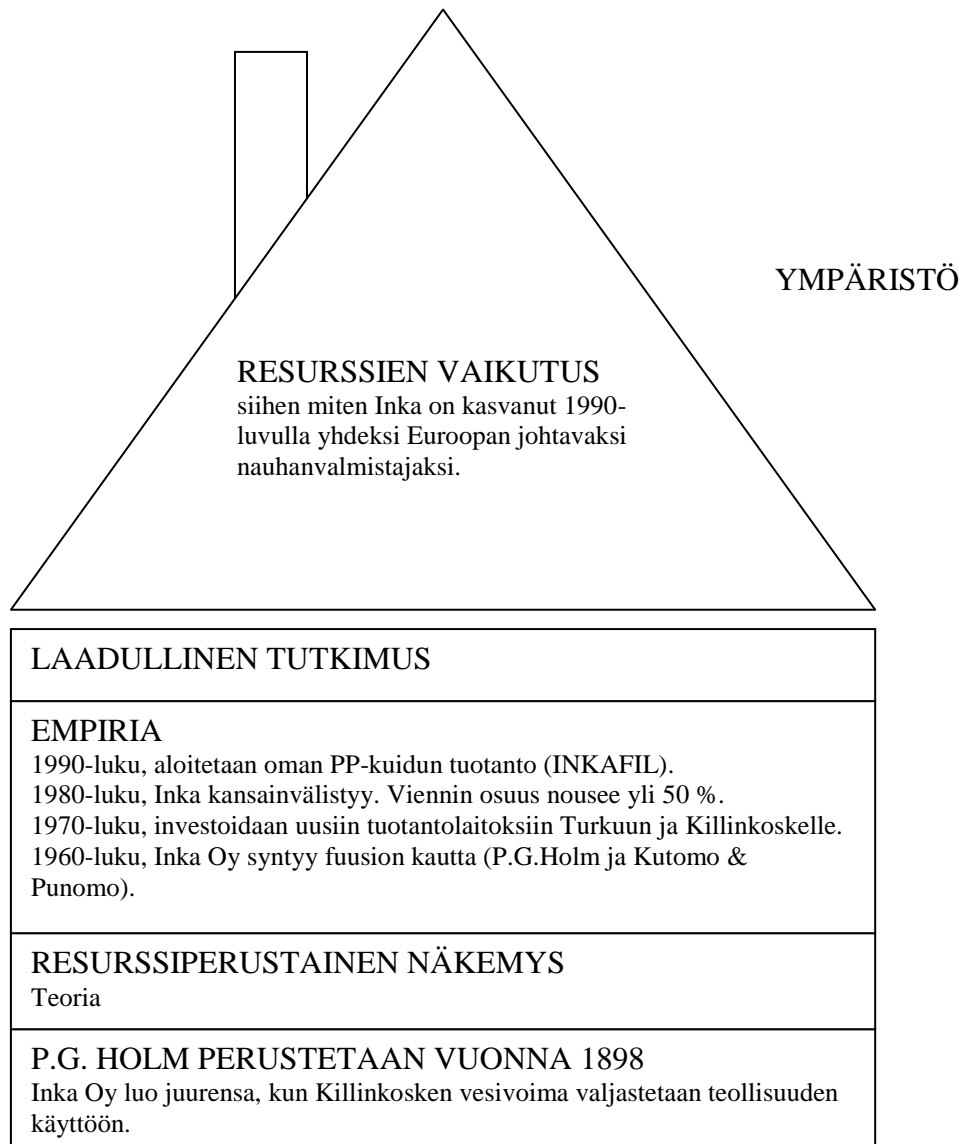 YMPÄRISTÖ
RESURSSIEN VAIKUTUS
siihen miten Inka on kasvanut 1990-
luvulla yhdeksi Euroopan johtavaksi
nauhanvalmistajaksi.
LAADULLINEN TUTKIMUS
EMPIRIA
1990-luku, aloitetaan oman PP-kuidun tuotanto (INKAFIL).
1980-luku, Inka kansainvälistyy. Viennin osuus nousee yli 50 %.
1970-luku, investoidaan uusiin tuotantolaitoksiin Turkuun ja Killinkoskelle.
1960-luku, Inka Oy syntyy fuusion kautta (P.G.Holm ja Kutomo &
Punomo).
RESURSSIPERUSTAINEN NÄKEMYS
Teoria
P.G. HOLM PERUSTETAAN VUONNA 1898
Inka Oy luo juurensa, kun Killinkosken vesivoima valjastetaan teollisuuden
käyttöön.